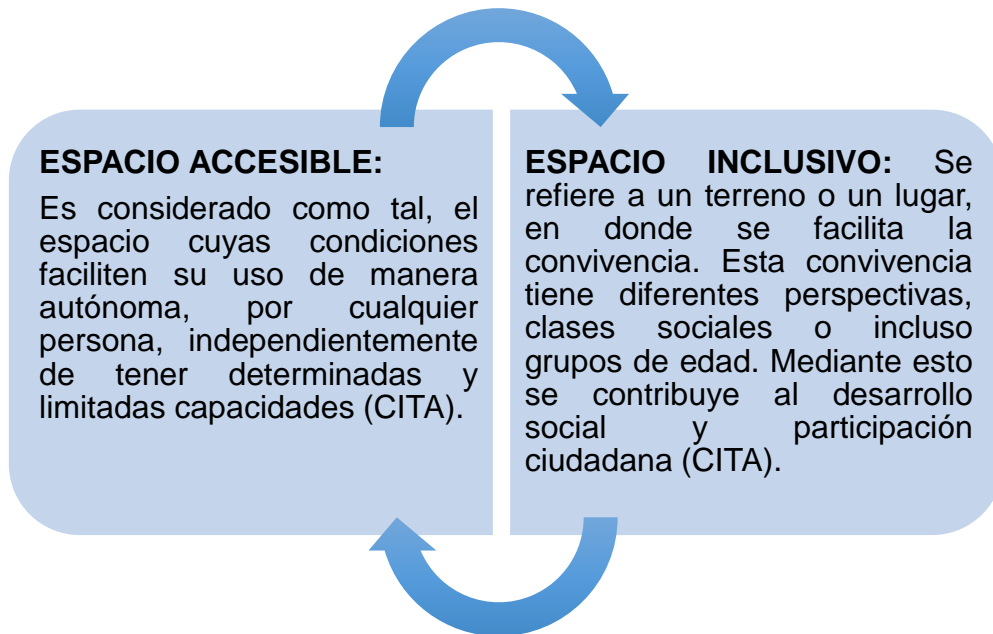 ESPACIO ACCESIBLE:
Es considerado como tal, el
espacio cuyas condiciones
faciliten su uso de manera
autónoma, por cualquier
persona, independientemente
de tener determinadas y
limitadas capacidades (CITA).
ESPACIO INCLUSIVO: Se
refiere a un terreno o un lugar,
en donde se facilita la
convivencia. Esta convivencia
tiene diferentes perspectivas,
clases sociales o incluso
grupos de edad. Mediante esto
se contribuye al desarrollo
social y participación
ciudadana (CITA).